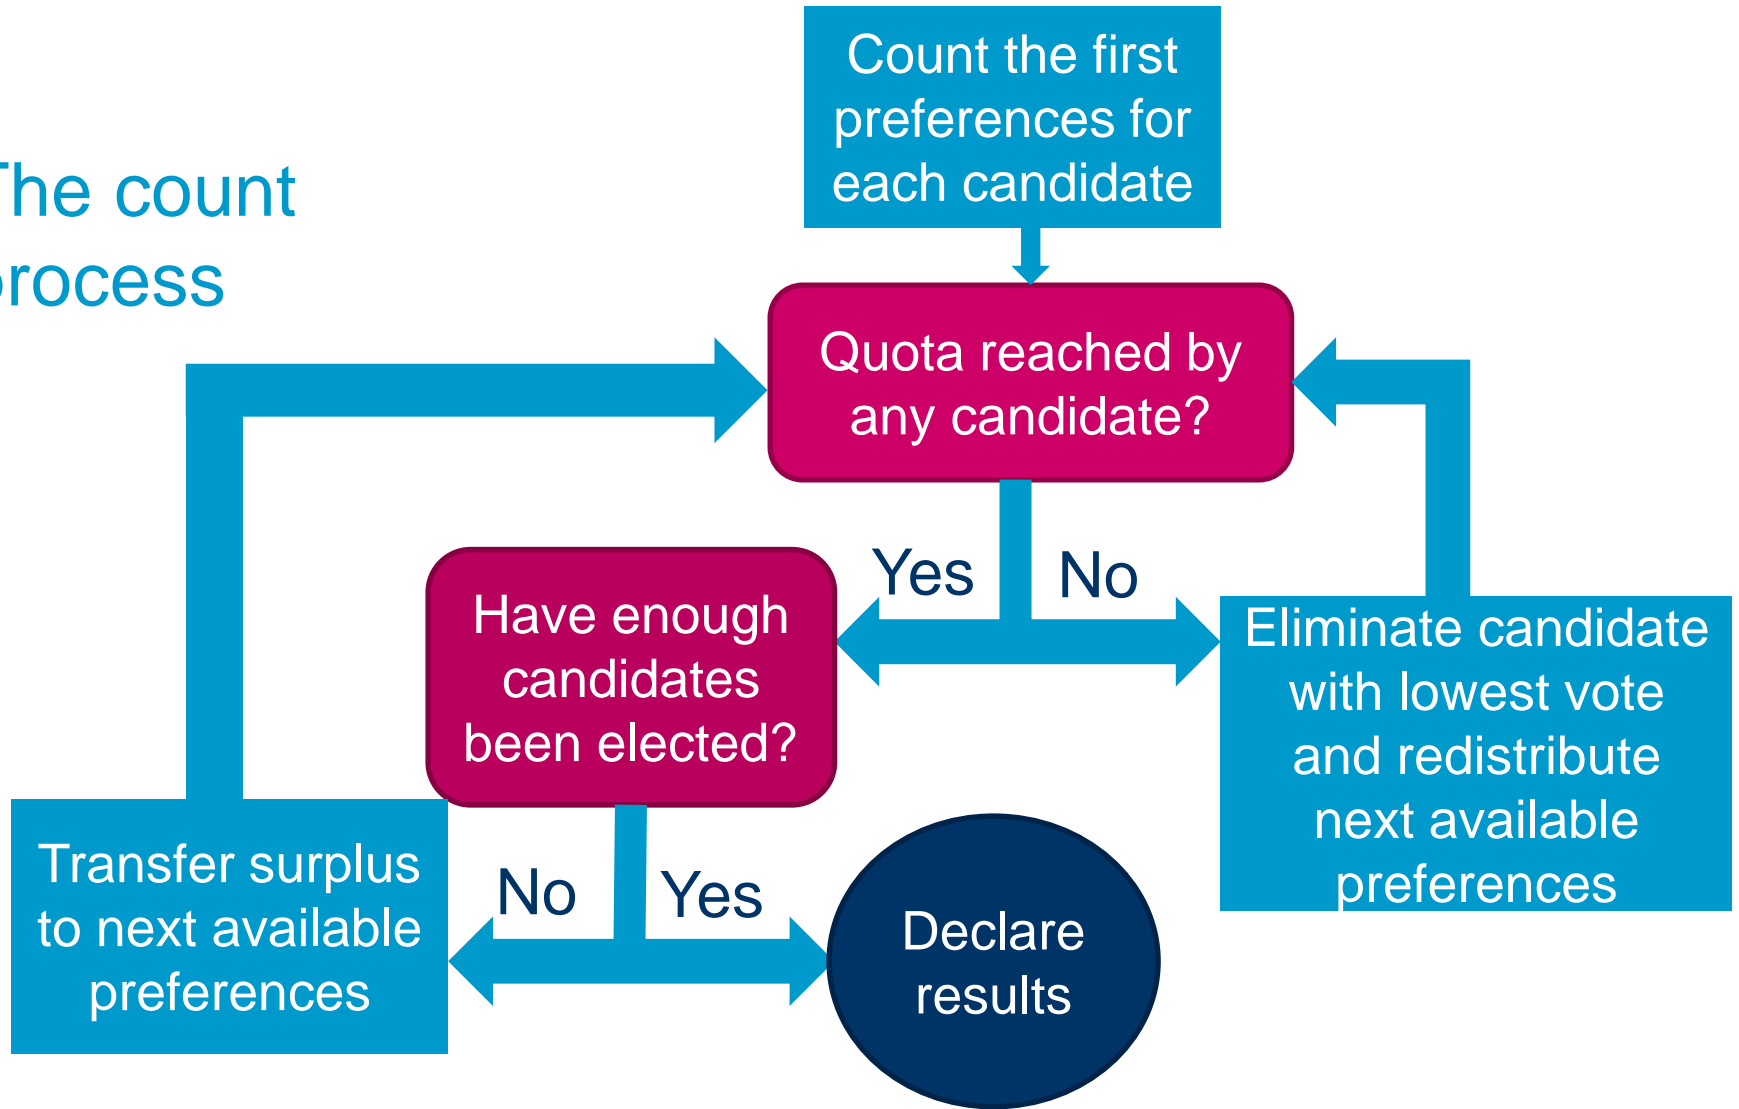 The count
process
Count the first
preferences for
each candidate
Quota reached by
any candidate?
Yes
No
Have enough
candidates
been elected?
Eliminate candidate
with lowest vote
and redistribute
next available
preferences
No
Yes
Transfer surplus
to next available
preferences
Declare
results